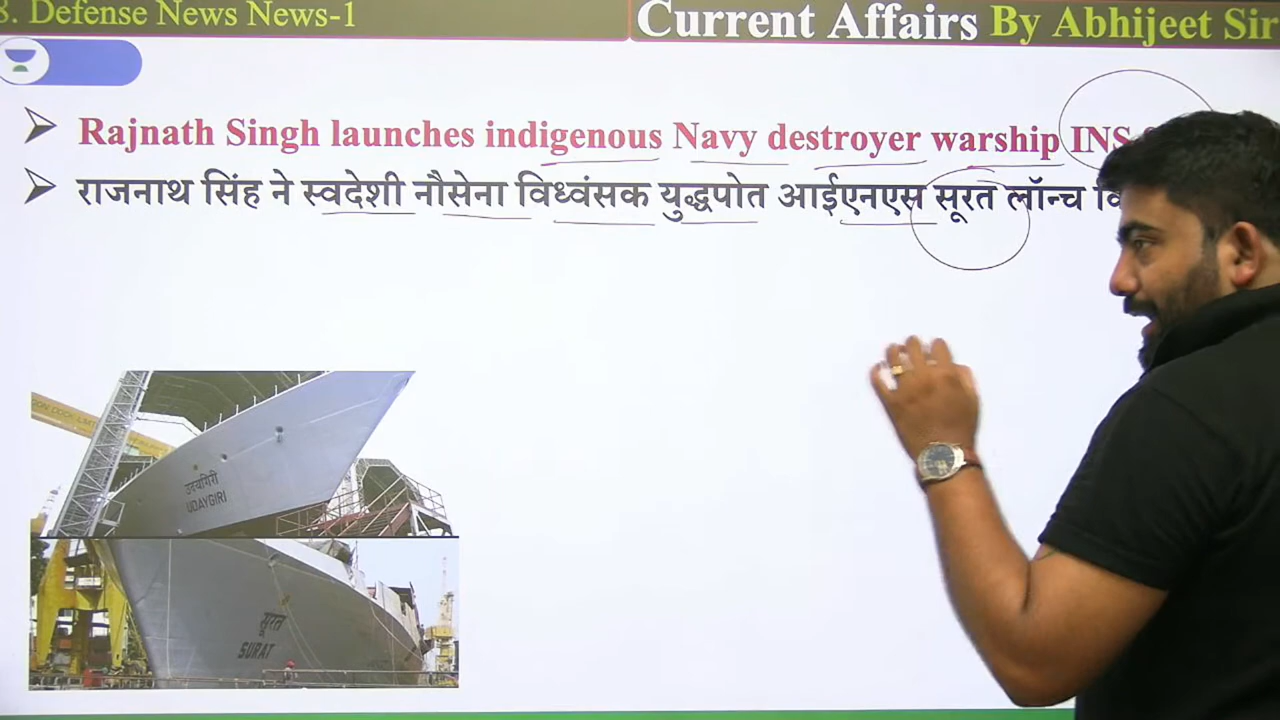 8. Defense News News-1
Current Affairs By Abhijeet Sir
Rajnath Singh launches indigenous Navy destroyer warship INS
राजनाथ सिंह ने स्वदेशी नौसेना विध्वंसक युद्धपोत आईएनएस सूरत लॉन्च
उदयगिरी
UDAYGIRI
सूरत
SURAT